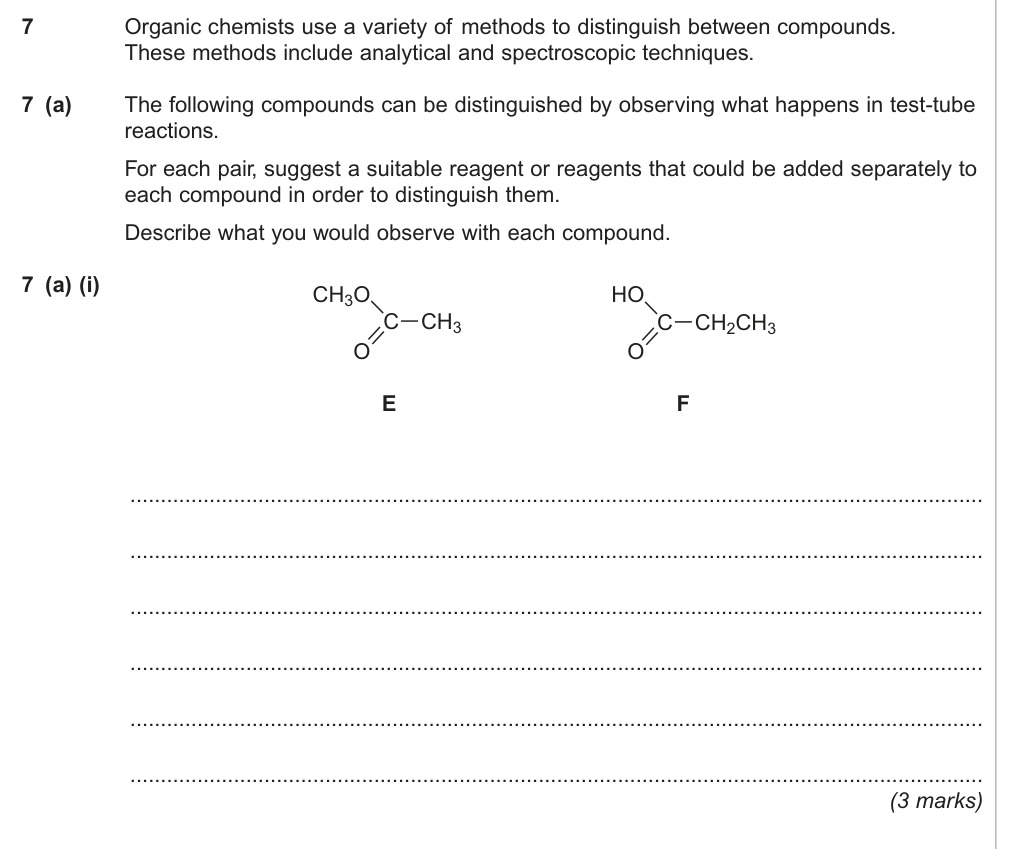 7 Organic chemists use a variety of methods to distinguish between compounds.
These methods include analytical and spectroscopic techniques.
7 (a) The following compounds can be distinguished by observing what happens in test-tube
reactions.
For each pair, suggest a suitable reagent or reagents that could be added separately to
each compound in order to distinguish them.
Describe what you would observe with each compound.
7 (a) (i)
CH₃O
C–CH₃
O
E
HO
C–CH₂CH₃
O
F
(3 marks)